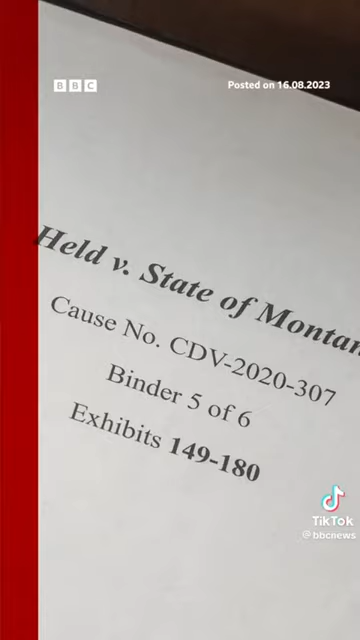 BBC
Posted on 16.08.2023
Held v. State of Montan
Cause No. CDV-2020-307
Binder 5 of 6
Exhibits 149-180
TikTok
@bbcnews